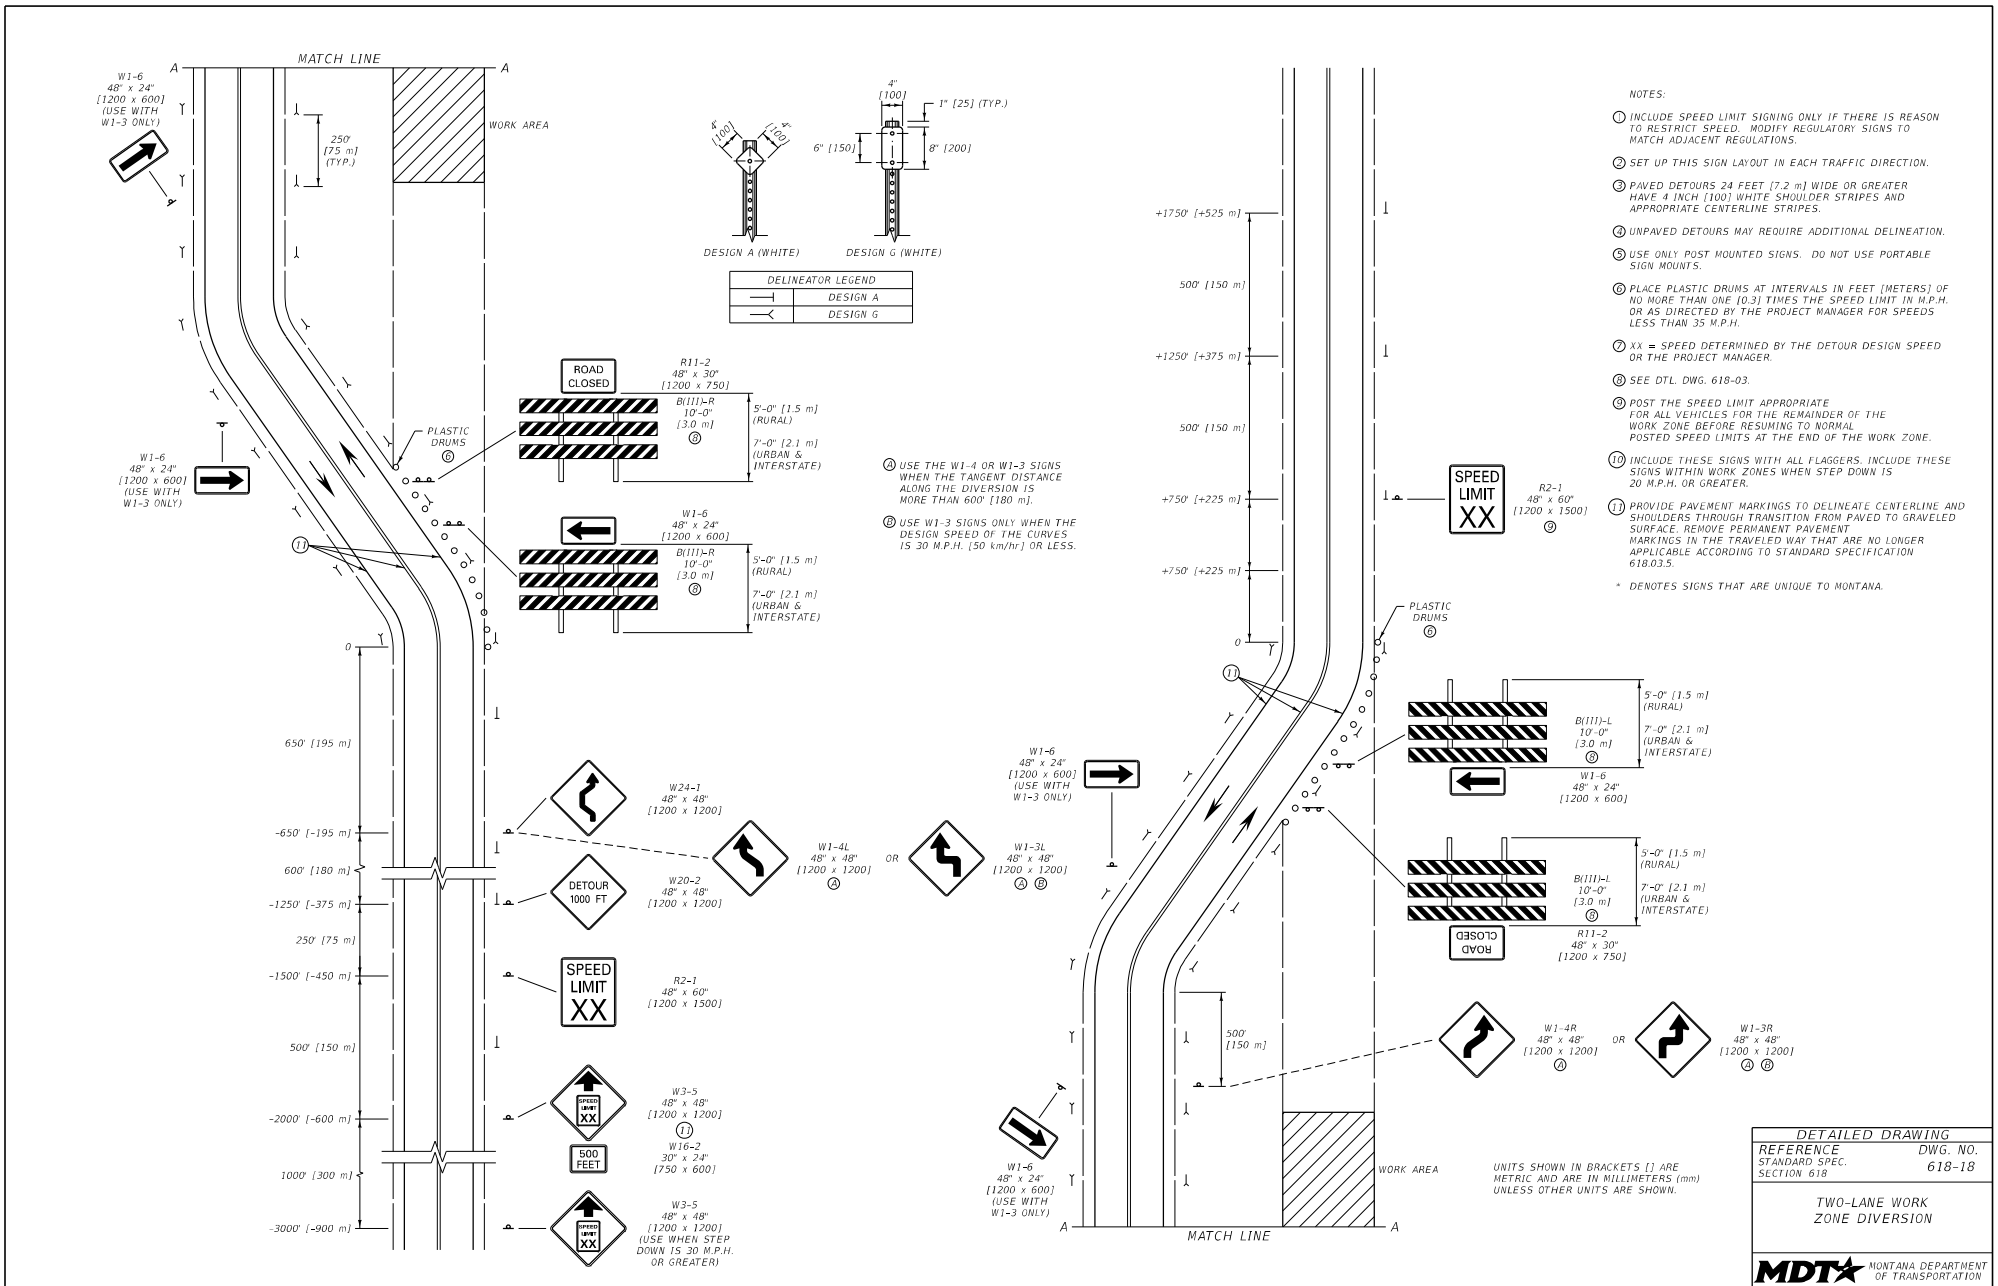 MATCH LINE
A
A
W1-6
48" x 24"
[1200 x 600]
(USE WITH
W1-3 ONLY)
WORK AREA
250'
[75 m]
(TYP.)
W1-6
48" x 24"
[1200 x 600]
(USE WITH
W1-3 ONLY)
11
PLASTIC
DRUMS
6
ROAD
CLOSED
R11-2
48" x 30"
[1200 x 750]
B(III)-R
10'-0"
[3.0 m]
8
5'-0" [1.5 m]
(RURAL)
7'-0" [2.1 m]
(URBAN &
INTERSTATE)
W1-6
48" x 24"
[1200 x 600]
B(III)-R
10'-0"
[3.0 m]
8
5'-0" [1.5 m]
(RURAL)
7'-0" [2.1 m]
(URBAN &
INTERSTATE)
0
650' [195 m]
-650' [-195 m]
600' [180 m]
-1250' [-375 m]
250' [75 m]
-1500' [-450 m]
500' [150 m]
-2000' [-600 m]
1000' [300 m]
-3000' [-900 m]
W24-1
48" x 48"
[1200 x 1200]
W1-4L
48" x 48"
[1200 x 1200]
A
OR
W1-3L
48" x 48"
[1200 x 1200]
A B
DETOUR
1000 FT
W20-2
48" x 48"
[1200 x 1200]
SPEED
LIMIT
XX
R2-1
48" x 60"
[1200 x 1500]
SPEED
LIMIT
XX
W3-5
48" x 48"
[1200 x 1200]
11
500
FEET
W16-2
30" x 24"
[750 x 600]
SPEED
LIMIT
XX
W3-5
48" x 48"
[1200 x 1200]
(USE WHEN STEP
DOWN IS 30 M.P.H.
OR GREATER)
4"
[100]
4"
[100]
DESIGN A (WHITE)
4"
[100]
1" [25] (TYP.)
6" [150]
8" [200]
DESIGN G (WHITE)
DELINEATOR LEGEND
DESIGN A
DESIGN G
A USE THE W1-4 OR W1-3 SIGNS
WHEN THE TANGENT DISTANCE
ALONG THE DIVERSION IS
MORE THAN 600' [180 m].
B USE W1-3 SIGNS ONLY WHEN THE
DESIGN SPEED OF THE CURVES
IS 30 M.P.H. [50 km/hr] OR LESS.
+1750' [+525 m]
500' [150 m]
+1250' [+375 m]
500' [150 m]
+750' [+225 m]
+750' [+225 m]
0
SPEED
LIMIT
XX
R2-1
48" x 60"
[1200 x 1500]
9
PLASTIC
DRUMS
6
11
W1-6
48" x 24"
[1200 x 600]
(USE WITH
W1-3 ONLY)
B(III)-L
10'-0"
[3.0 m]
8
5'-0" [1.5 m]
(RURAL)
7'-0" [2.1 m]
(URBAN &
INTERSTATE)
W1-6
48" x 24"
[1200 x 600]
B(III)-L
10'-0"
[3.0 m]
8
5'-0" [1.5 m]
(RURAL)
7'-0" [2.1 m]
(URBAN &
INTERSTATE)
ROAD
CLOSED
R11-2
48" x 30"
[1200 x 750]
500'
[150 m]
W1-4R
48" x 48"
[1200 x 1200]
A
OR
W1-3R
48" x 48"
[1200 x 1200]
A B
W1-6
48" x 24"
[1200 x 600]
(USE WITH
W1-3 ONLY)
WORK AREA
A
A
MATCH LINE
UNITS SHOWN IN BRACKETS [] ARE
METRIC AND ARE IN MILLIMETERS (mm)
UNLESS OTHER UNITS ARE SHOWN.
NOTES:
1 INCLUDE SPEED LIMIT SIGNING ONLY IF THERE IS REASON
TO RESTRICT SPEED. MODIFY REGULATORY SIGNS TO
MATCH ADJACENT REGULATIONS.
2 SET UP THIS SIGN LAYOUT IN EACH TRAFFIC DIRECTION.
3 PAVED DETOURS 24 FEET [7.2 m] WIDE OR GREATER
HAVE 4 INCH [100] WHITE SHOULDER STRIPES AND
APPROPRIATE CENTERLINE STRIPES.
4 UNPAVED DETOURS MAY REQUIRE ADDITIONAL DELINEATION.
5 USE ONLY POST MOUNTED SIGNS. DO NOT USE PORTABLE
SIGN MOUNTS.
6 PLACE PLASTIC DRUMS AT INTERVALS IN FEET [METERS] OF
NO MORE THAN ONE [0.3] TIMES THE SPEED LIMIT IN M.P.H.
OR AS DIRECTED BY THE PROJECT MANAGER FOR SPEEDS
LESS THAN 35 M.P.H.
7 XX = SPEED DETERMINED BY THE DETOUR DESIGN SPEED
OR THE PROJECT MANAGER.
8 SEE DTL. DWG. 618-03.
9 POST THE SPEED LIMIT APPROPRIATE
FOR ALL VEHICLES FOR THE REMAINDER OF THE
WORK ZONE BEFORE RESUMING TO NORMAL
POSTED SPEED LIMITS AT THE END OF THE WORK ZONE.
10 INCLUDE THESE SIGNS WITH ALL FLAGGERS. INCLUDE THESE
SIGNS WITHIN WORK ZONES WHEN STEP DOWN IS
20 M.P.H. OR GREATER.
11 PROVIDE PAVEMENT MARKINGS TO DELINEATE CENTERLINE AND
SHOULDERS THROUGH TRANSITION FROM PAVED TO GRAVELED
SURFACE. REMOVE PERMANENT PAVEMENT
MARKINGS IN THE TRAVELED WAY THAT ARE NO LONGER
APPLICABLE ACCORDING TO STANDARD SPECIFICATION
618.03.5.
* DENOTES SIGNS THAT ARE UNIQUE TO MONTANA.
DETAILED DRAWING
REFERENCE DWG. NO.
STANDARD SPEC. 618-18
SECTION 618
TWO-LANE WORK
ZONE DIVERSION
MDT MONTANA DEPARTMENT
OF TRANSPORTATION